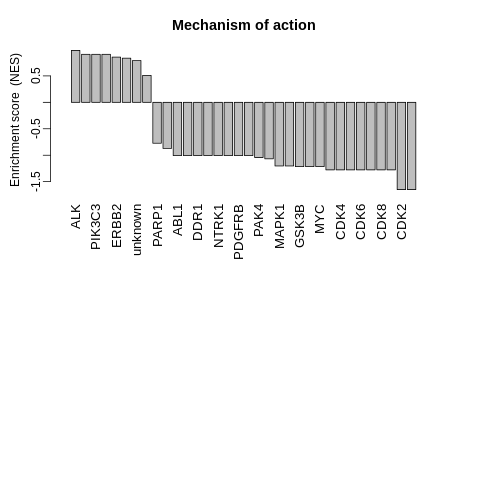 Mechanism of action
Enrichment score (NES)
0.5
-0.5
-1.5
ALK
PIK3C3
ERBB2
unknown
PARP1
ABL1
DDR1
NTRK1
PDGFRB
PAK4
MAPK1
GSK3B
MYC
CDK4
CDK6
CDK8
CDK2